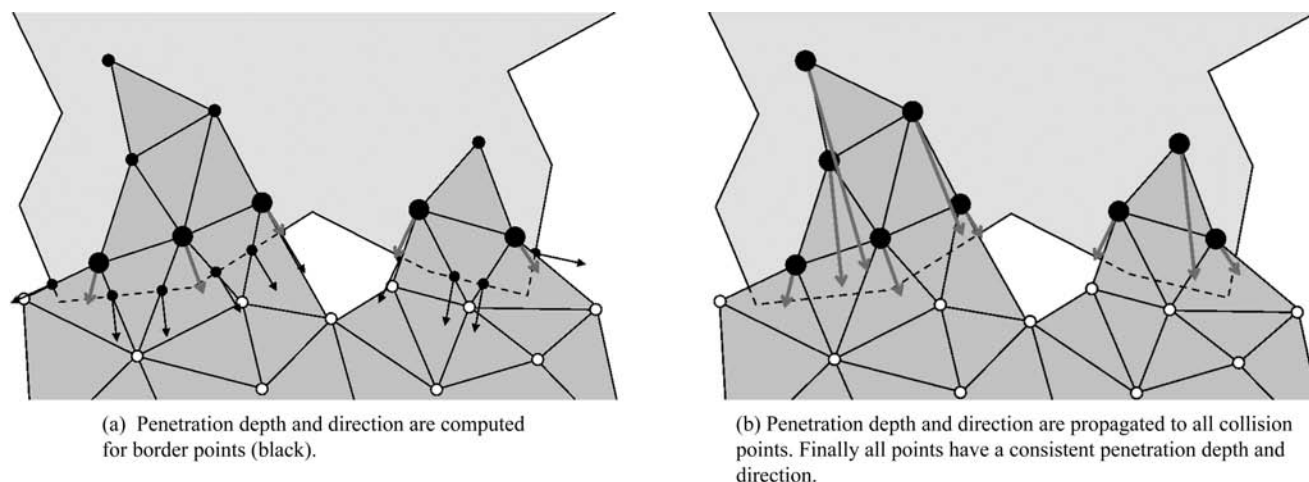 (a) Penetration depth and direction are computed
for border points (black).
(b) Penetration depth and direction are propagated to all collision
points. Finally all points have a consistent penetration depth and
direction.